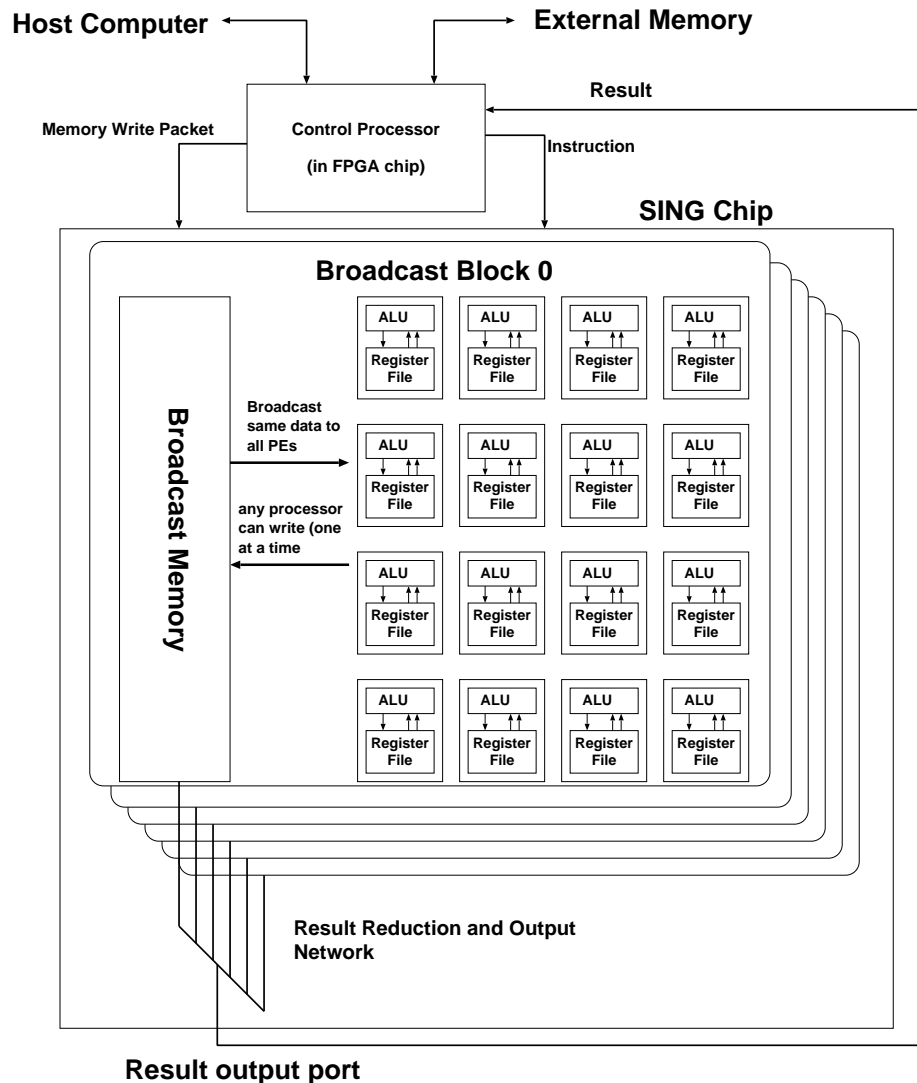 Host Computer
External Memory
Result
Memory Write Packet
Control Processor
(in FPGA chip)
Instruction
SING Chip
Broadcast Block 0
Broadcast Memory
Broadcast
same data to
all PEs
any processor
can write (one
at a time
ALU
Register
File
ALU
Register
File
ALU
Register
File
ALU
Register
File
ALU
Register
File
ALU
Register
File
ALU
Register
File
ALU
Register
File
ALU
Register
File
ALU
Register
File
ALU
Register
File
ALU
Register
File
ALU
Register
File
ALU
Register
File
ALU
Register
File
ALU
Register
File
Result Reduction and Output
Network
Result output port